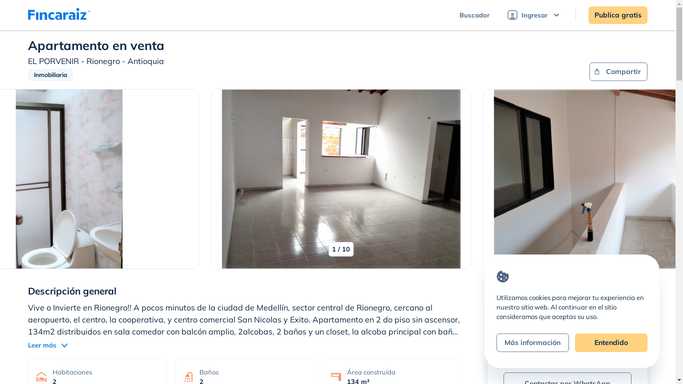 Fincaraiz
Buscador
Ingresar
Publica gratis
Apartamento en venta
EL PORVENIR - Rionegro - Antioquia
Inmobiliaria
Compartir
1 / 10
Descripción general
Vive o Invierte en Rionegro!! A pocos minutos de la ciudad de Medellín, sector central de Rionegro, cercano al
aeropuerto, el centro, la cooperativa, y centro comercial San Nicolas y Exito. Apartamento en 2 do piso sin ascensor,
134m2 distribuidos en sala comedor con balcón amplio, 2alcobas, 2 baños y un closet, la alcoba principal con bañ...
Leer más
Habitaciones
2
Baños
2
Área construida
134 m²
Utilizamos cookies para mejorar tu experiencia en
nuestro sitio web. Al continuar en el sitio
consideramos que aceptas su uso.
Más información
Entendido
Contactar por WhatsApp